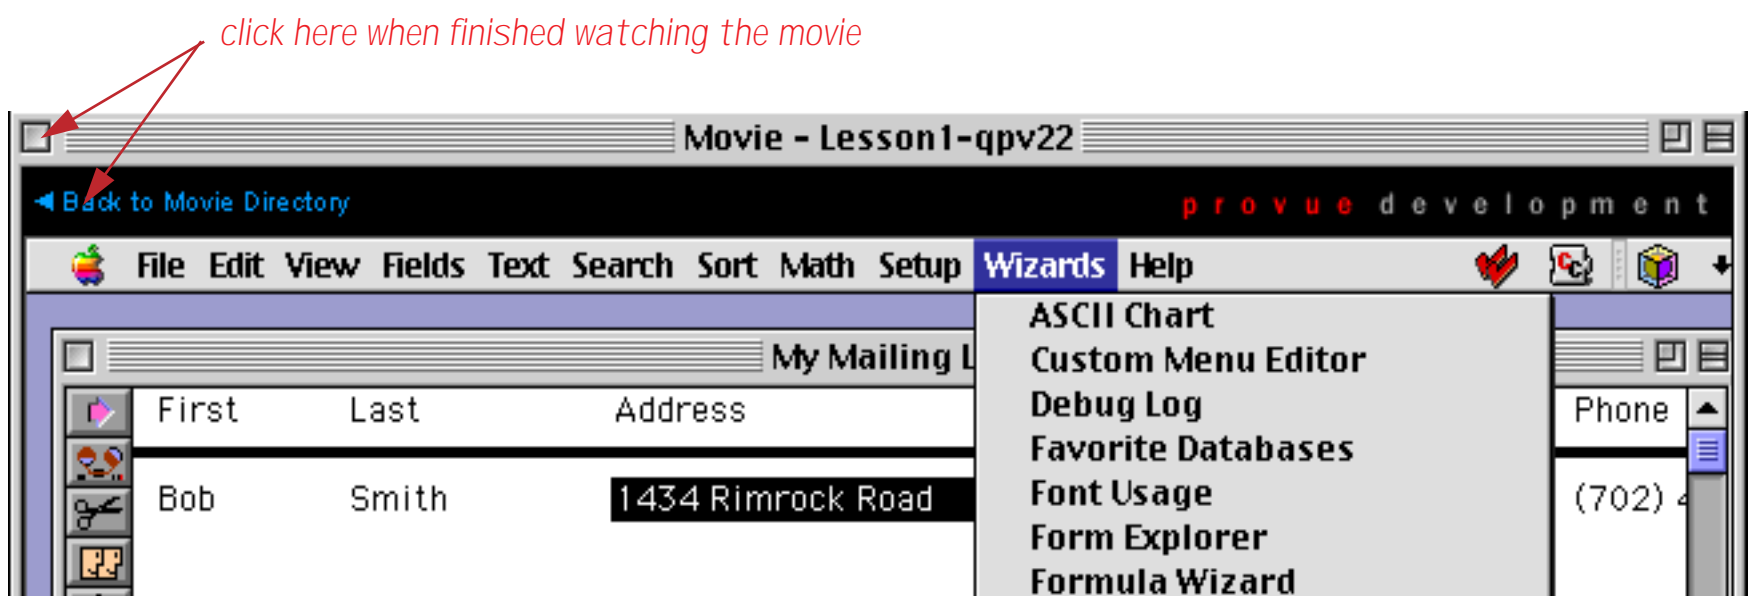 click here when finished watching the movie
Movie - Lesson1-qpv22
Back to Movie Directory
provue development
File Edit View Fields Text Search Sort Math Setup Wizards Help
ASCII Chart
My Mailing L
Custom Menu Editor
First Last Address
Debug Log
Phone
Favorite Databases
Bob Smith 1434 Rimrock Road
Font Usage
(702) 4
Form Explorer
Formula Wizard